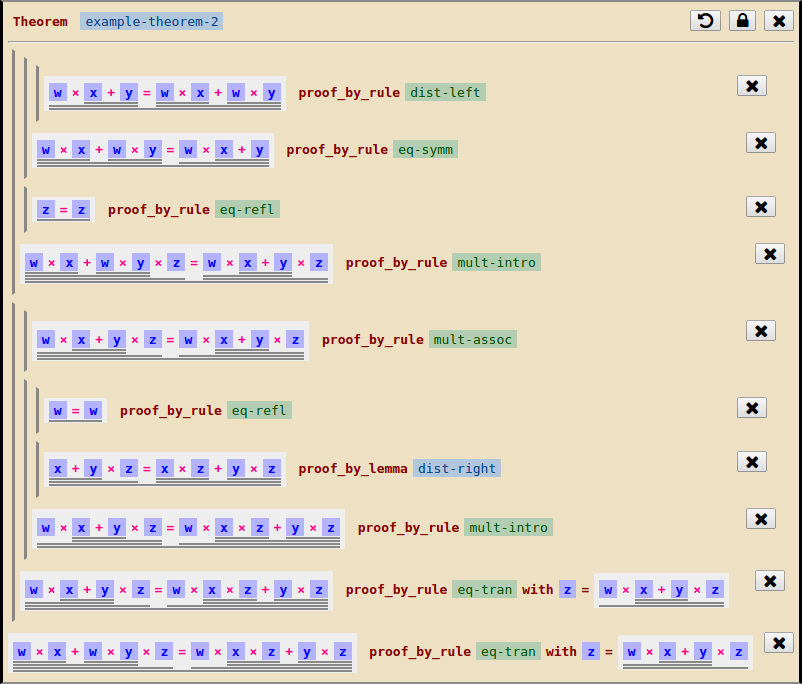 Theorem example-theorem-2
w × x + y = w × x + w × y proof_by_rule dist-left
w × x + w × y = w × x + y proof_by_rule eq-symm
z = z proof_by_rule eq-refl
w × x + w × y × z = w × x + y × z proof_by_rule mult-intro
w × x + y × z = w × x + y × z proof_by_rule mult-assoc
w = w proof_by_rule eq-refl
x + y × z = x × z + y × z proof_by_lemma dist-right
w × x + y × z = w × x × z + y × z proof_by_rule mult-intro
w × x + y × z = w × x × z + y × z proof_by_rule eq-tran with z = w × x + y × z
w × x + w × y × z = w × x × z + y × z proof_by_rule eq-tran with z = w × x + y × z